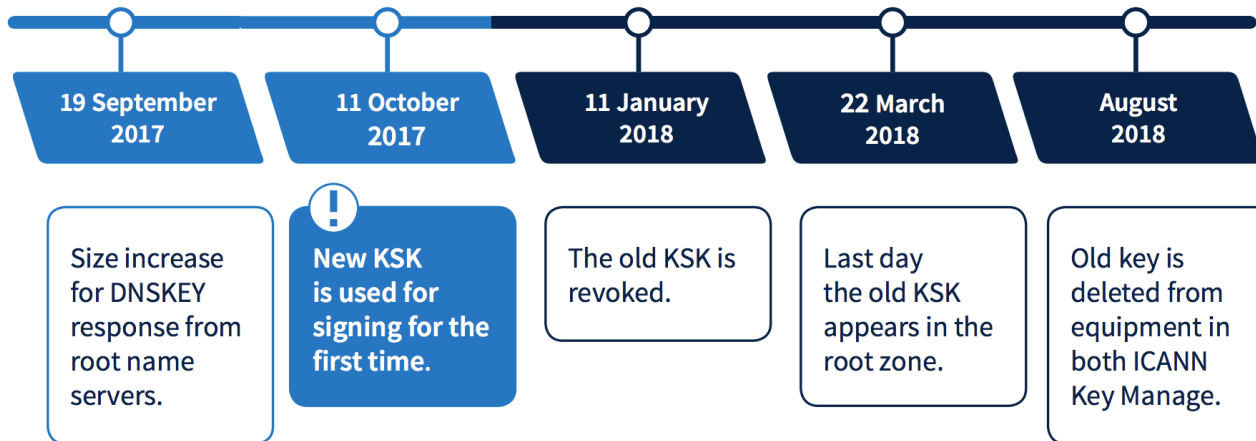 19 September
2017
11 October
2017
11 January
2018
22 March
2018
August
2018
Size increase
for DNSKEY
response from
root name
servers.
!
New KSK
is used for
signing for the
first time.
The old KSK is
revoked.
Last day
the old KSK
appears in the
root zone.
Old key is
deleted from
equipment in
both ICANN
Key Manage.